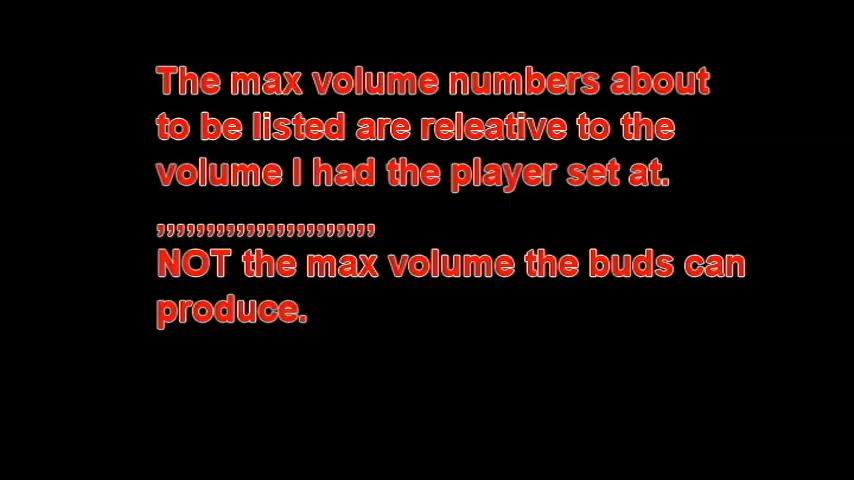 The max volume numbers about
to be listed are releative to the
volume I had the player set at.
,,,,,,,,,,,,,,,,,,,,,,
NOT the max volume the buds can
produce.